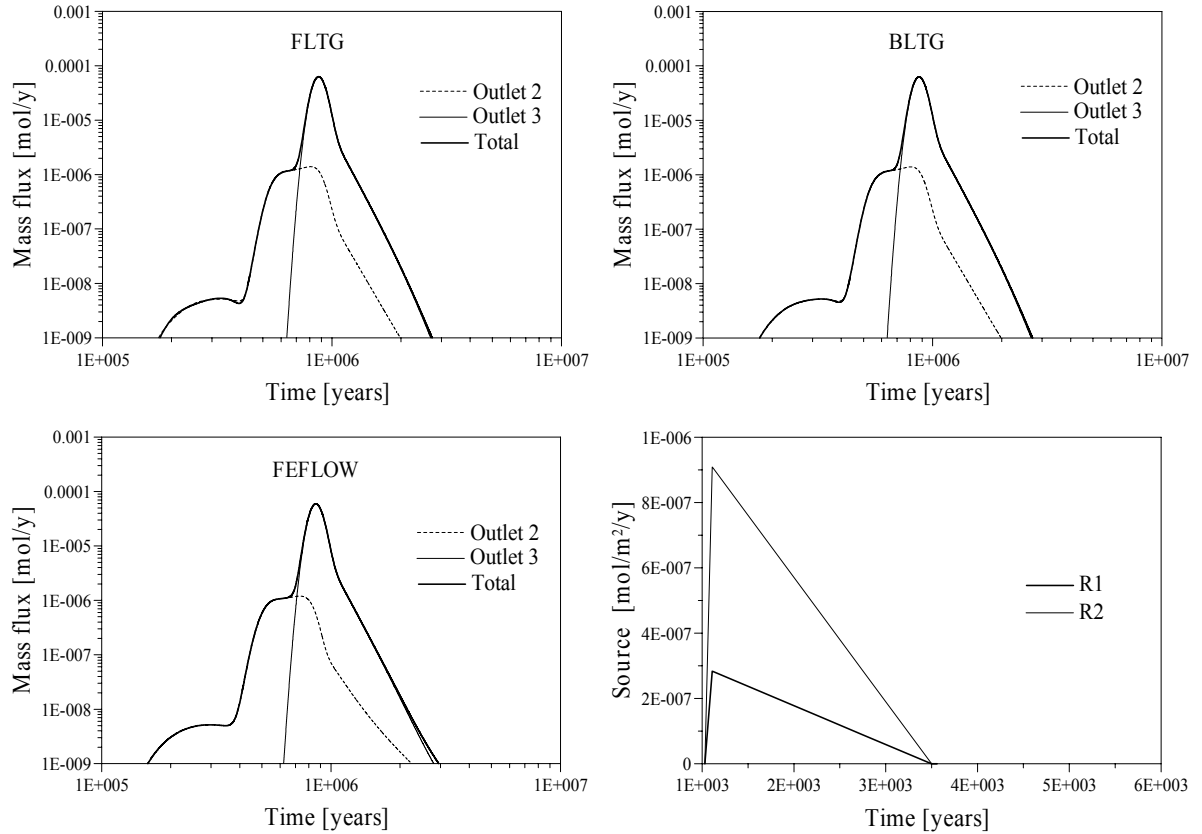 FLTG
Mass flux [mol/y]
0.001
0.0001
1E-005
1E-006
1E-007
1E-008
1E-009
Outlet 2
Outlet 3
Total
1E+005 1E+006 1E+007
Time [years]
BLTG
Mass flux [mol/y]
0.001
0.0001
1E-005
1E-006
1E-007
1E-008
1E-009
Outlet 2
Outlet 3
Total
1E+005 1E+006 1E+007
Time [years]
FEFLOW
Mass flux [mol/y]
0.001
0.0001
1E-005
1E-006
1E-007
1E-008
1E-009
Outlet 2
Outlet 3
Total
1E+005 1E+006 1E+007
Time [years]
Source [mol/m²/y]
1E-006
8E-007
6E-007
4E-007
2E-007
0
R1
R2
1E+003 2E+003 3E+003 4E+003 5E+003 6E+003
Time [years]